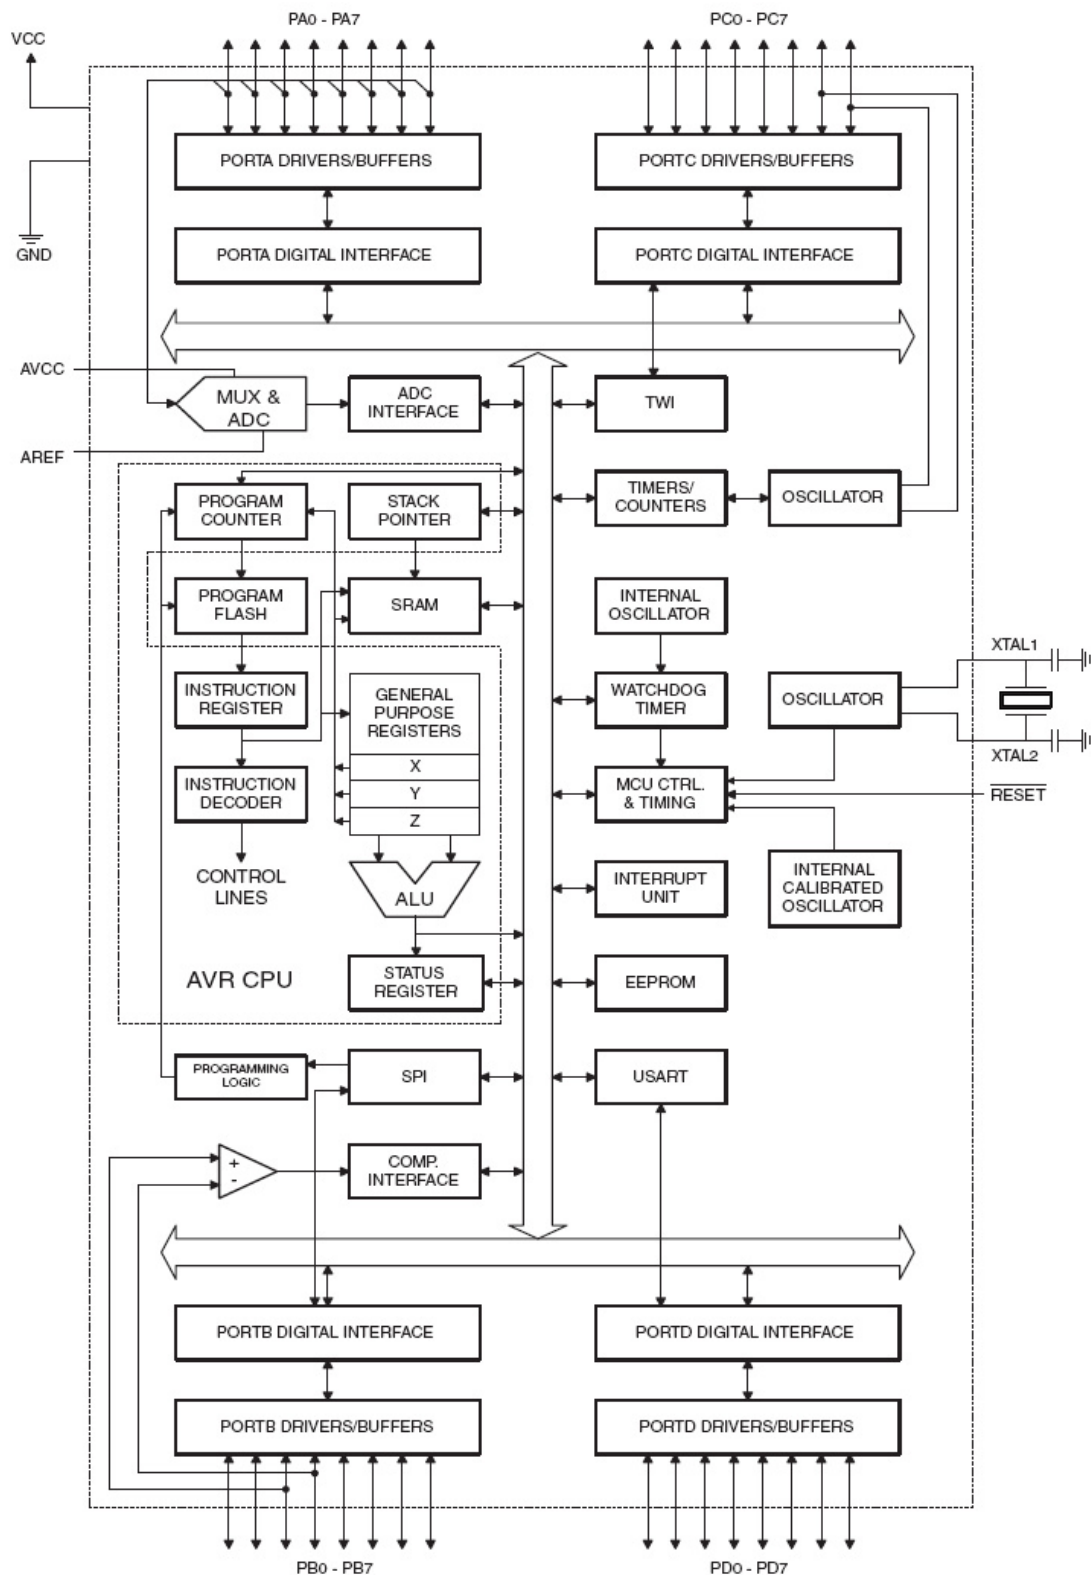 PA0 - PA7
PC0 - PC7
VCC
PORTA DRIVERS/BUFFERS
PORTC DRIVERS/BUFFERS
GND
PORTA DIGITAL INTERFACE
PORTC DIGITAL INTERFACE
AVCC
MUX &
ADC
ADC
INTERFACE
TWI
AREF
PROGRAM
COUNTER
STACK
POINTER
TIMERS/
COUNTERS
OSCILLATOR
PROGRAM
FLASH
SRAM
INTERNAL
OSCILLATOR
XTAL1
INSTRUCTION
REGISTER
GENERAL
PURPOSE
REGISTERS
WATCHDOG
TIMER
OSCILLATOR
XTAL2
X
INSTRUCTION
DECODER
Y
MCU CTRL.
& TIMING
RESET
Z
CONTROL
LINES
ALU
INTERRUPT
UNIT
INTERNAL
CALIBRATED
OSCILLATOR
AVR CPU
STATUS
REGISTER
EEPROM
PROGRAMMING
LOGIC
SPI
USART
+
-
COMP.
INTERFACE
PORTB DIGITAL INTERFACE
PORTD DIGITAL INTERFACE
PORTB DRIVERS/BUFFERS
PORTD DRIVERS/BUFFERS
PB0 - PB7
PD0 - PD7